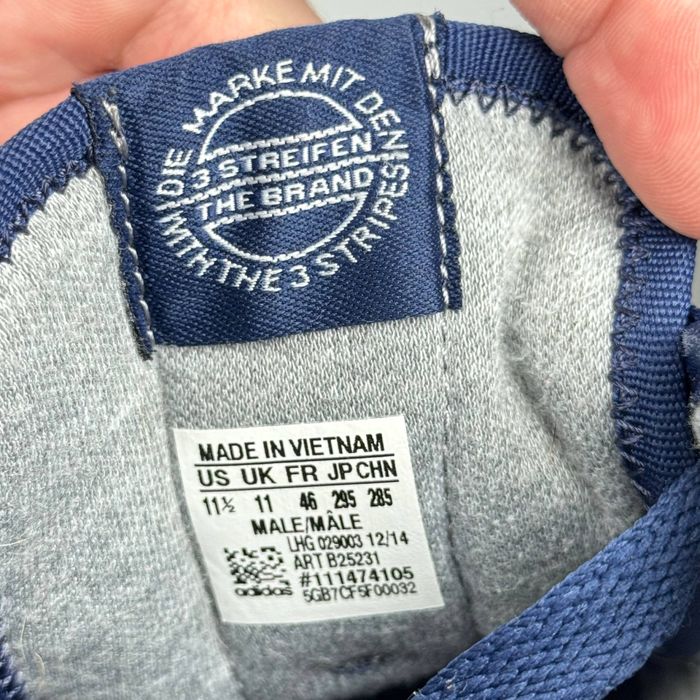 DIE MARKE MIT DEN
3 STREIFEN
THE BRAND
WITH THE 3 STRIPES
MADE IN VIETNAM
US UK FR JP CHN
11½ 11 46 295 285
MALE/MÂLE
LHG 029003 12/14
ART B25231
#111474105
adidas 5GB7CF5F00032